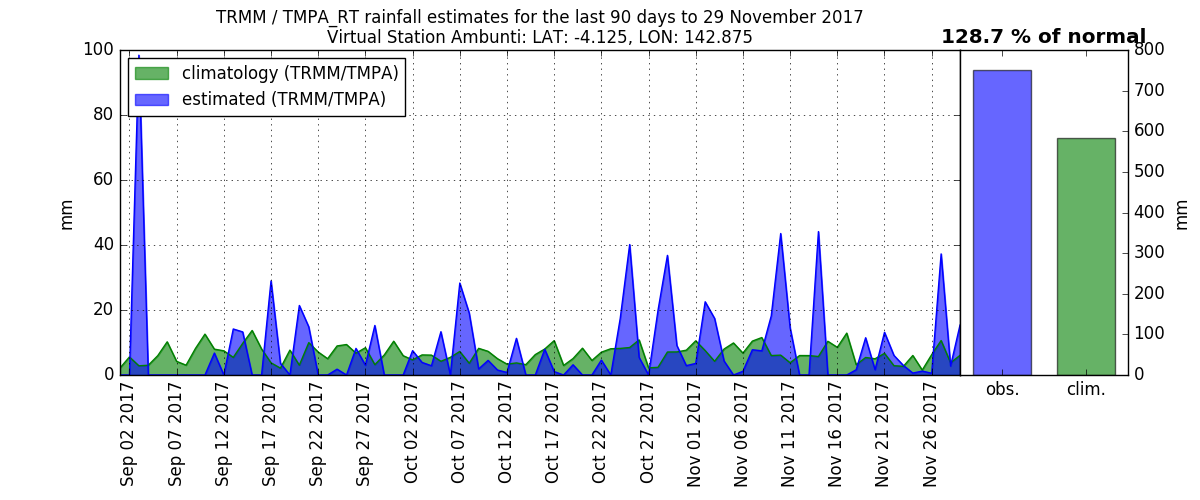 TRMM / TMPA_RT rainfall estimates for the last 90 days to 29 November 2017
Virtual Station Ambunti: LAT: -4.125, LON: 142.875
128.7 % of normal
climatology (TRMM/TMPA)
estimated (TRMM/TMPA)
100
80
60
40
20
0
mm
800
700
600
500
400
300
200
100
0
mm
Sep 02 2017
Sep 07 2017
Sep 12 2017
Sep 17 2017
Sep 22 2017
Sep 27 2017
Oct 02 2017
Oct 07 2017
Oct 12 2017
Oct 17 2017
Oct 22 2017
Oct 27 2017
Nov 01 2017
Nov 06 2017
Nov 11 2017
Nov 16 2017
Nov 21 2017
Nov 26 2017
obs.
clim.